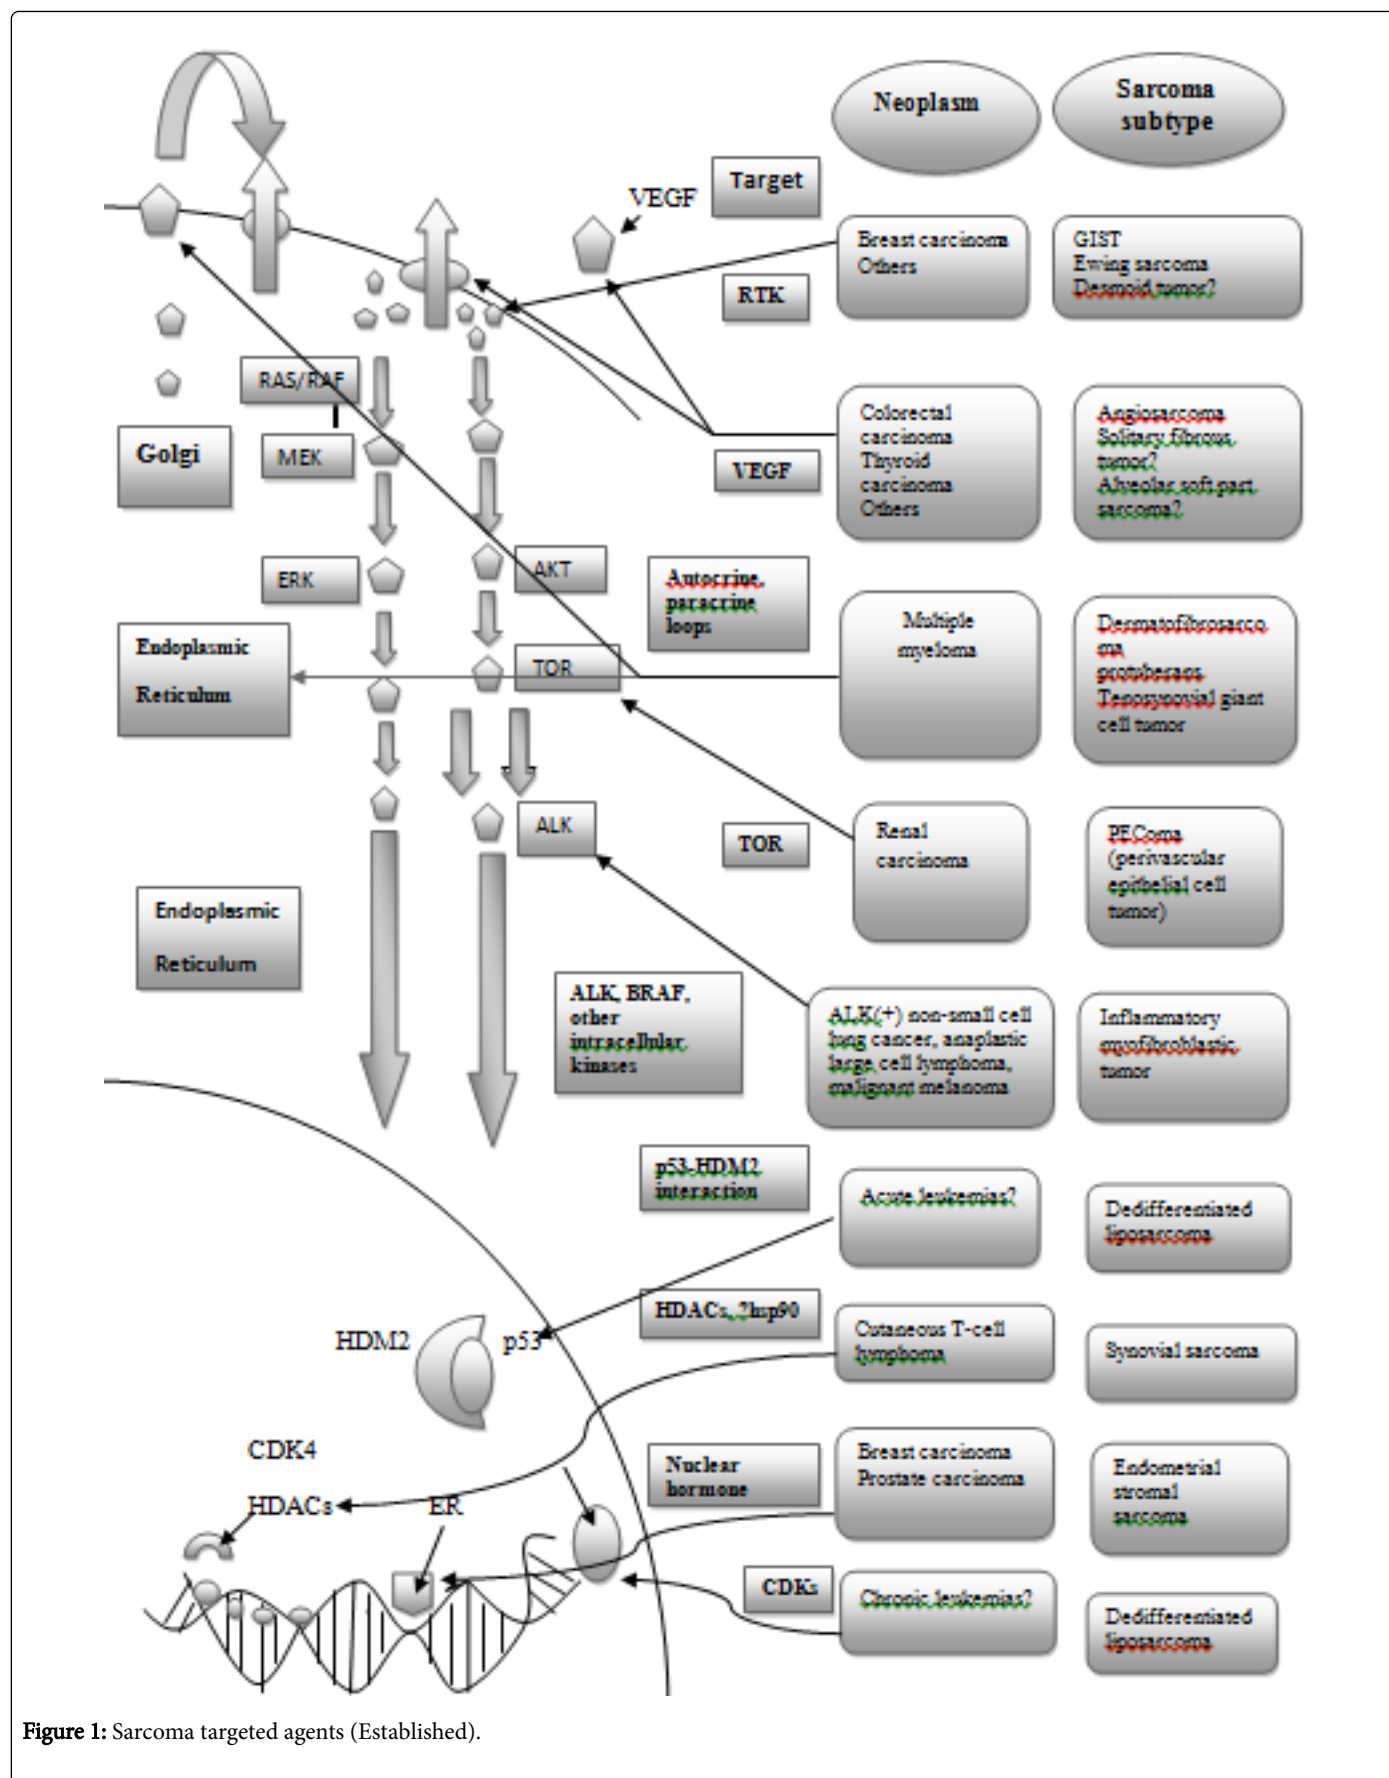 Neoplasm
Sarcoma
subtype
Target
VEGF
Breast carcinoma
Others
GIST
Ewing sarcoma
Desmoid tumor?
RTK
RAS/RAF
MEK
Golgi
VEGF
Colorectal
carcinoma
Thyroid
carcinoma
Others
Angiosarcoma
Solitary fibrous
tumor?
Alveolar soft part
sarcoma?
ERK
AKT
Autocrine,
paracrine
loops
Multiple
myeloma
Dermatofibrosarco
ma
protuberans
Tenosynovial giant
cell tumor
Endoplasmic
Reticulum
TOR
ALK
TOR
Renal
carcinoma
PEComa
(perivascular
epithelial cell
tumor)
Endoplasmic
Reticulum
ALK, BRAF,
other
intracellular
kinases
ALK(+) non-small cell
lung cancer, anaplastic
large cell lymphoma,
malignant melanoma
Inflammatory
myofibroblastic
tumor
p53-HDM2
interaction
Acute leukemias?
Dedifferentiated
liposarcoma
HDM2
p53
HDACs, ?hsp90
Cutaneous T-cell
lymphoma
Synovial sarcoma
CDK4
HDACs
ER
Nuclear
hormone
Breast carcinoma
Prostate carcinoma
Endometrial
stromal
sarcoma
CDKs
Chronic leukemias?
Dedifferentiated
liposarcoma
Figure 1: Sarcoma targeted agents (Established).